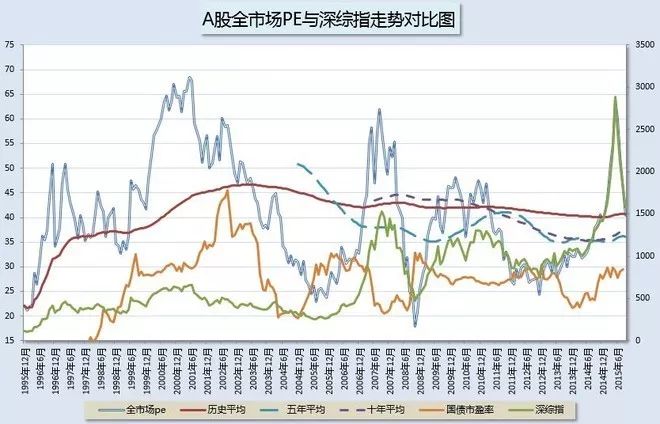 A股全市场PE与深综指走势对比图
75
70
65
60
55
50
45
40
35
30
25
20
15
3500
3000
2500
2000
1500
1000
500
0
1995年12月
1996年6月
1996年12月
1997年6月
1997年12月
1998年6月
1998年12月
1999年6月
1999年12月
2000年6月
2000年12月
2001年6月
2001年12月
2002年6月
2002年12月
2003年6月
2003年12月
2004年6月
2004年12月
2005年6月
2005年12月
2006年6月
2006年12月
2007年6月
2007年12月
2008年6月
2008年12月
2009年6月
2009年12月
2010年6月
2010年12月
2011年6月
2011年12月
2012年6月
2012年12月
2013年6月
2013年12月
2014年6月
2014年12月
2015年6月
全市场pe 历史平均 五年平均 十年平均 国债市盈率 深综指